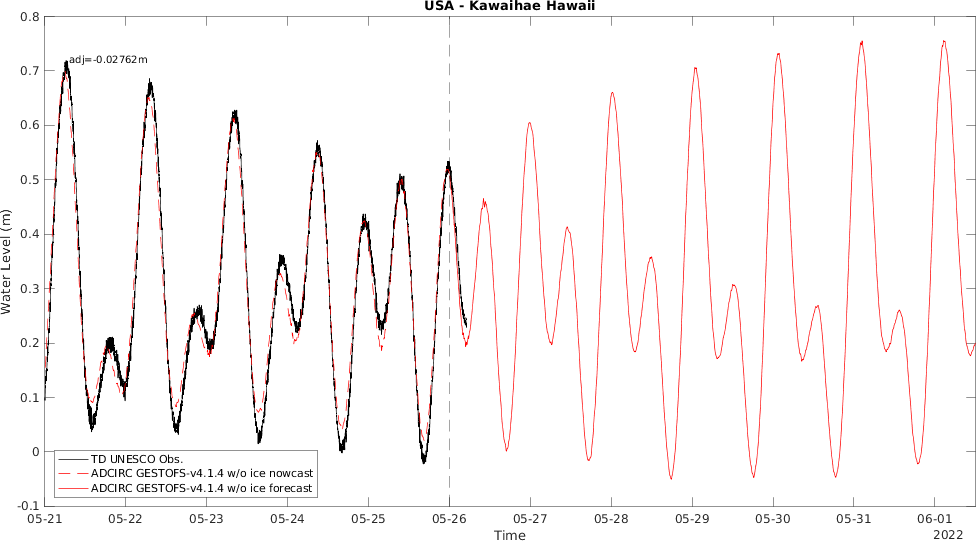 USA - Kawaihae Hawaii
0.8
0.7
0.6
0.5
0.4
0.3
0.2
0.1
0
-0.1
Water Level (m)
adj=-0.02762m
TD UNESCO Obs.
ADCIRC GESTOFS-v4.1.4 w/o ice nowcast
ADCIRC GESTOFS-v4.1.4 w/o ice forecast
05-21 05-22 05-23 05-24 05-25 05-26 05-27 05-28 05-29 05-30 05-31 06-01
Time
2022